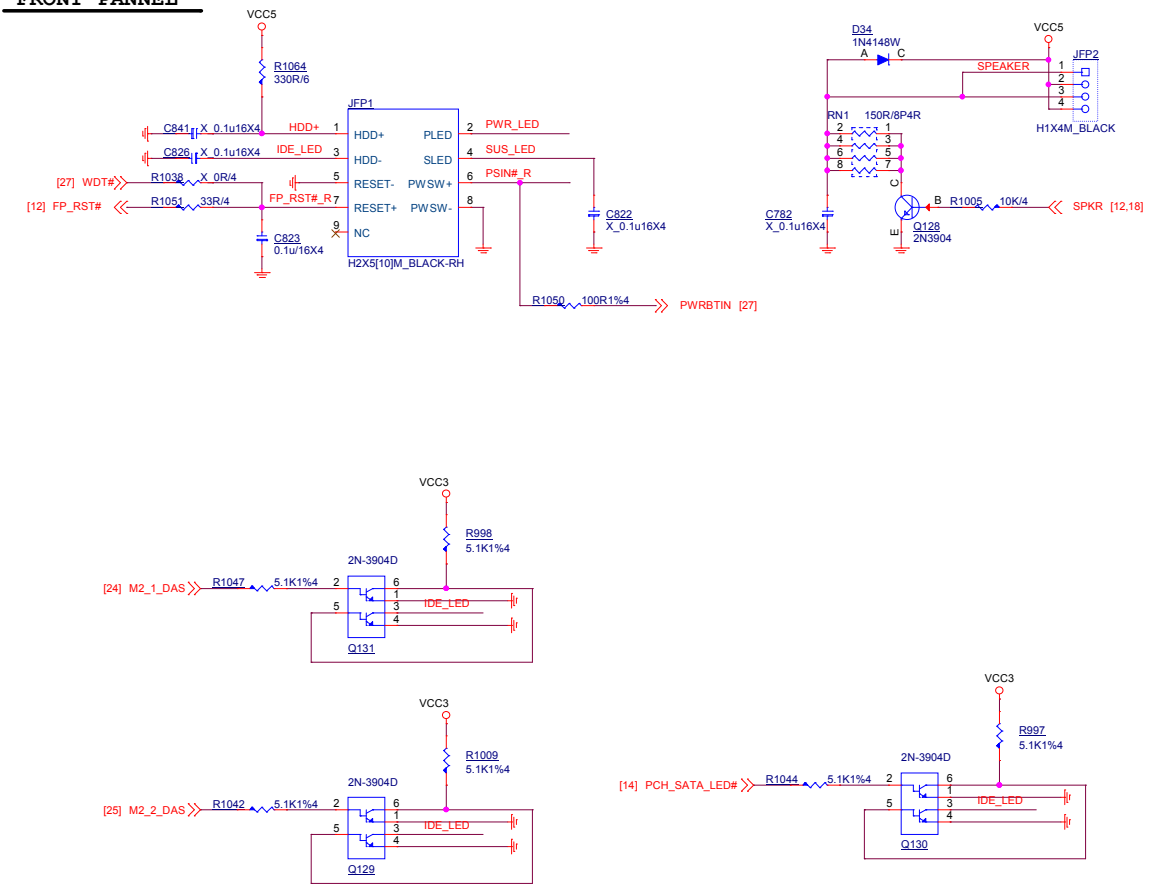 FRONT PANNEL
VCC5
R1064
330R/6
JFP1
C841 X_0.1u16X4 HDD+ 1 HDD+ PLED 2 PWR_LED
C826 X_0.1u16X4 IDE_LED 3 HDD- SLED 4 SUS_LED
[27] WDT# R1038 X_0R/4 5 RESET- PWSW+ 6 PSIN#_R
[12] FP_RST# R1051 33R/4 FP_RST#_R 7 RESET+ PWSW- 8
9 NC
C823
0.1u/16X4
H2X5[10]M_BLACK-RH
C822
X_0.1u16X4
R1050 100R1%4 PWRBTIN [27]
D34
1N4148W
A C
VCC5
JFP2
SPEAKER 1
2
3
4
H1X4M_BLACK
RN1 150R/8P4R
2 1
4 3
6 5
8 7
C
B R1005 10K/4 SPKR [12,18]
E
Q128
2N3904
C782
X_0.1u16X4
VCC3
R998
5.1K1%4
2N-3904D
[24] M2_1_DAS R1047 5.1K1%4 2 6
1
5 3 IDE_LED
4
Q131
VCC3
R1009
5.1K1%4
2N-3904D
[25] M2_2_DAS R1042 5.1K1%4 2 6
1
5 3 IDE_LED
4
Q129
VCC3
R997
5.1K1%4
2N-3904D
[14] PCH_SATA_LED# R1044 5.1K1%4 2 6
1
5 3 IDE_LED
4
Q130